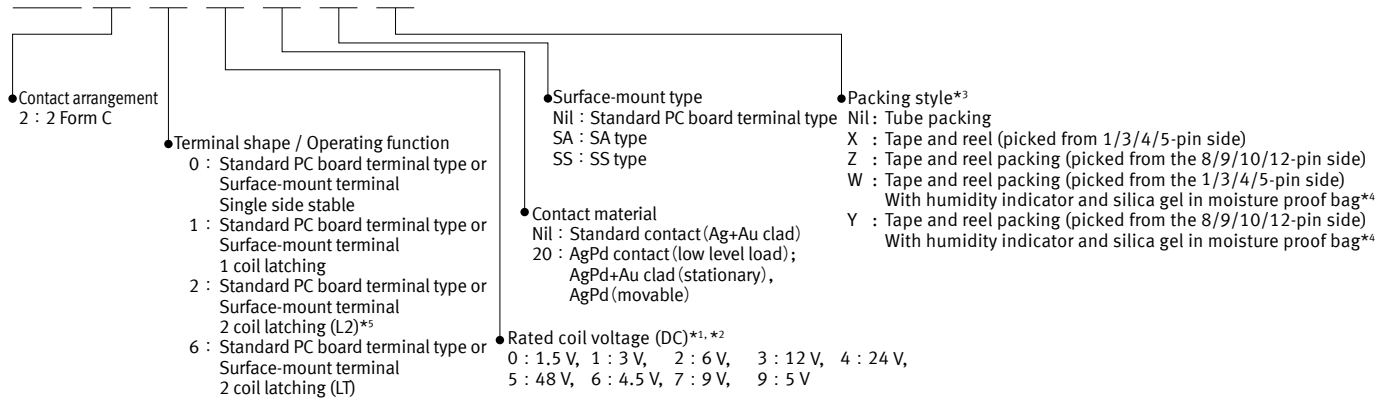 Contact arrangement
2 : 2 Form C
Terminal shape / Operating function
0 : Standard PC board terminal type or
Surface-mount terminal
Single side stable
1 : Standard PC board terminal type or
Surface-mount terminal
1 coil latching
2 : Standard PC board terminal type or
Surface-mount terminal
2 coil latching (L2)*5
6 : Standard PC board terminal type or
Surface-mount terminal
2 coil latching (LT)
Rated coil voltage (DC)*1, *2
0 : 1.5 V, 1 : 3 V, 2 : 6 V, 3 : 12 V, 4 : 24 V,
5 : 48 V, 6 : 4.5 V, 7 : 9 V, 9 : 5 V
Contact material
Nil : Standard contact (Ag+Au clad)
20 : AgPd contact (low level load);
AgPd+Au clad (stationary),
AgPd (movable)
Surface-mount type
Nil : Standard PC board terminal type
SA : SA type
SS : SS type
Packing style*3
Nil : Tube packing
X : Tape and reel (picked from 1/3/4/5-pin side)
Z : Tape and reel packing (picked from the 8/9/10/12-pin side)
W : Tape and reel packing (picked from the 1/3/4/5-pin side)
With humidity indicator and silica gel in moisture proof bag*4
Y : Tape and reel packing (picked from the 8/9/10/12-pin side)
With humidity indicator and silica gel in moisture proof bag*4